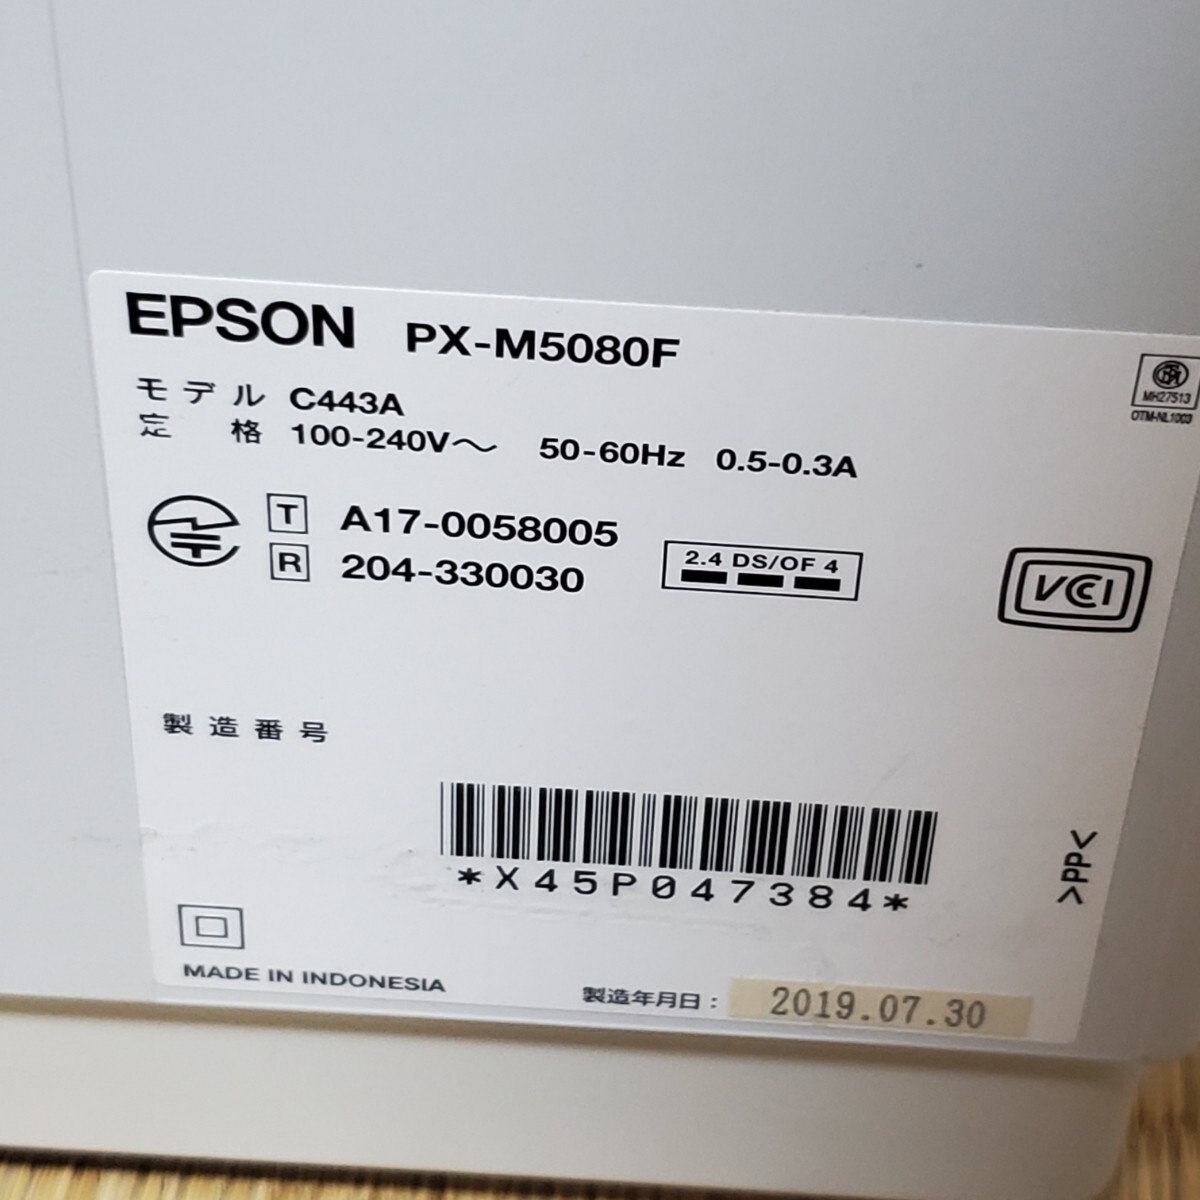 EPSON PX-M5080F
モデル C443A
定格 100-240V～ 50-60Hz 0.5-0.3A
MH27513
OTM-NL1003
T A17-0058005
R 204-330030
2.4 DS/OF 4
VCCI
製造番号
*X45P047384*
>PP<
MADE IN INDONESIA
製造年月日: 2019.07.30